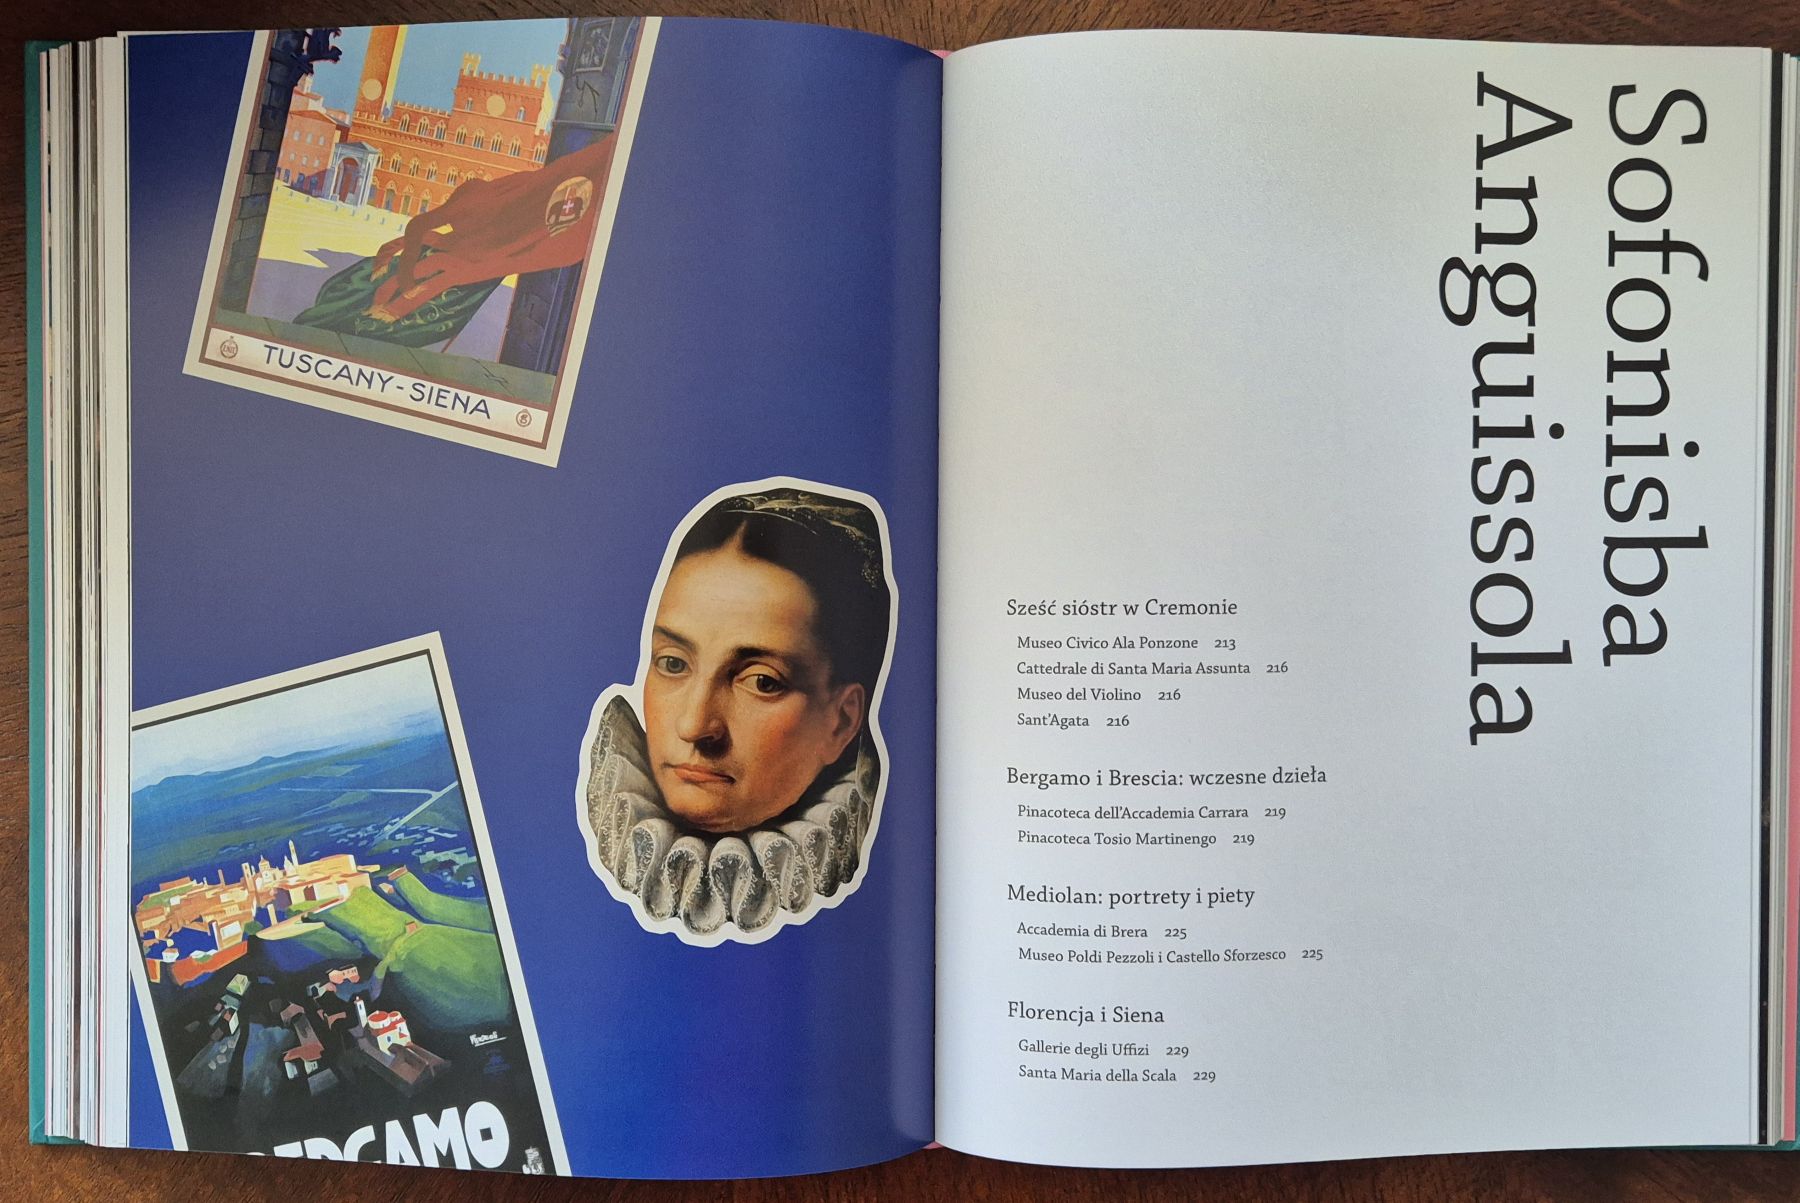 TUSCANY-SIENA
BERGAMO
Sofonisba
Anguissola
Sześć sióstr w Cremonie
Museo Civico Ala Ponzone 213
Cattedrale di Santa Maria Assunta 216
Museo del Violino 216
Sant'Agata 216
Bergamo i Brescia: wczesne dzieła
Pinacoteca dell'Accademia Carrara 219
Pinacoteca Tosio Martinengo 219
Mediolan: portrety i piety
Accademia di Brera 225
Museo Poldi Pezzoli i Castello Sforzesco 225
Florencja i Siena
Gallerie degli Uffizi 229
Santa Maria della Scala 229